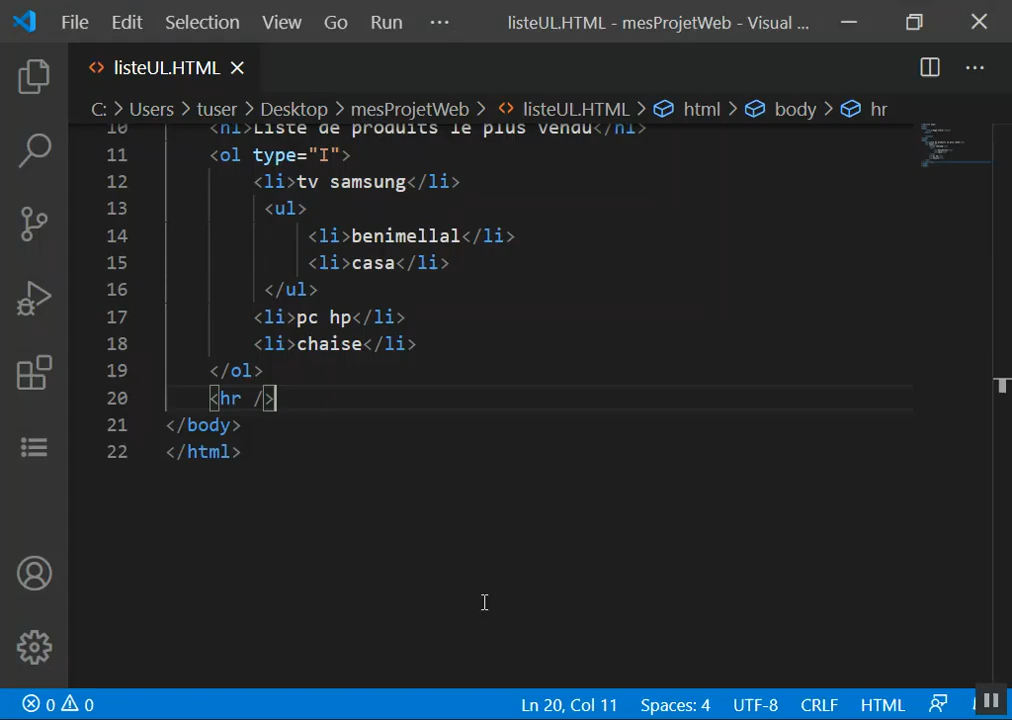 File Edit Selection View Go Run ··· listeUL.HTML - mesProjetWeb - Visual ...
listeUL.HTML
C: > Users > tuser > Desktop > mesProjetWeb > listeUL.HTML > html > body > hr
10 <h1>Liste de produits le plus vendu</h1>
11 <ol type="I">
12 <li>tv samsung</li>
13 <ul>
14 <li>benimellal</li>
15 <li>casa</li>
16 </ul>
17 <li>pc hp</li>
18 <li>chaise</li>
19 </ol>
20 <hr />
21 </body>
22 </html>
0 0 Ln 20, Col 11 Spaces: 4 UTF-8 CRLF HTML